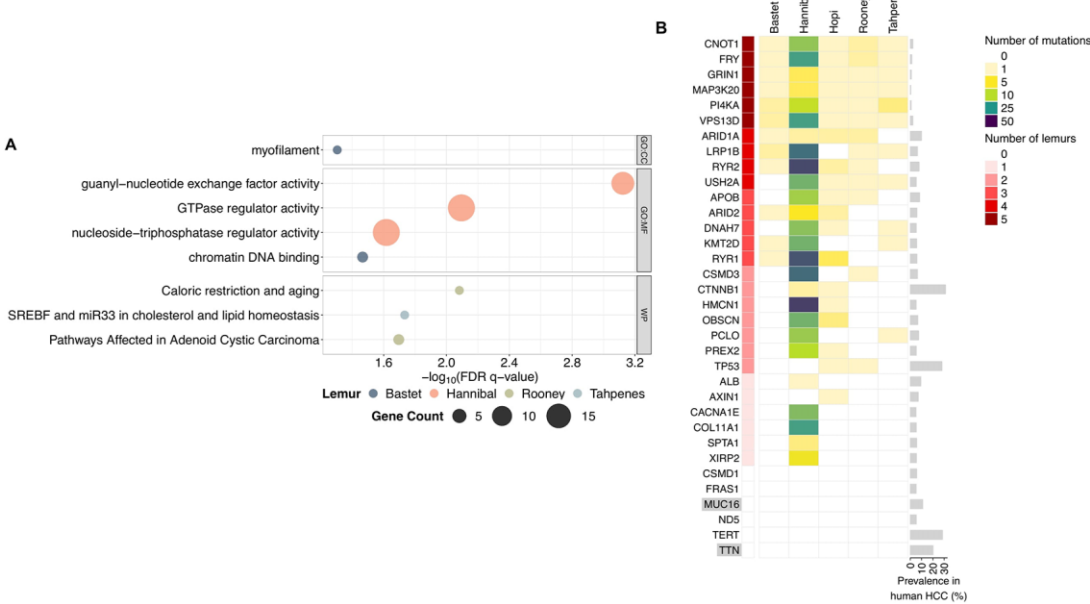 A
myofilament
guanyl−nucleotide exchange factor activity
GTPase regulator activity
nucleoside−triphosphatase regulator activity
chromatin DNA binding
Caloric restriction and aging
SREBF and miR33 in cholesterol and lipid homeostasis
Pathways Affected in Adenoid Cystic Carcinoma
GO:CC
GO:MF
WP
1.6 2.0 2.4 2.8 3.2
−log10(FDR q−value)
Lemur Bastet Hannibal Rooney Tahpenes
Gene Count 5 10 15
B
Bastet
Hannib
Hopi
Roone
Tahpen
CNOT1
FRY
GRIN1
MAP3K20
PI4KA
VPS13D
ARID1A
LRP1B
RYR2
USH2A
APOB
ARID2
DNAH7
KMT2D
RYR1
CSMD3
CTNNB1
HMCN1
OBSCN
PCLO
PREX2
TP53
ALB
AXIN1
CACNA1E
COL11A1
SPTA1
XIRP2
CSMD1
FRAS1
MUC16
ND5
TERT
TTN
0 10 20 30
Prevalence in
human HCC (%)
Number of mutations
0
1
5
10
25
50
Number of lemurs
0
1
2
3
4
5